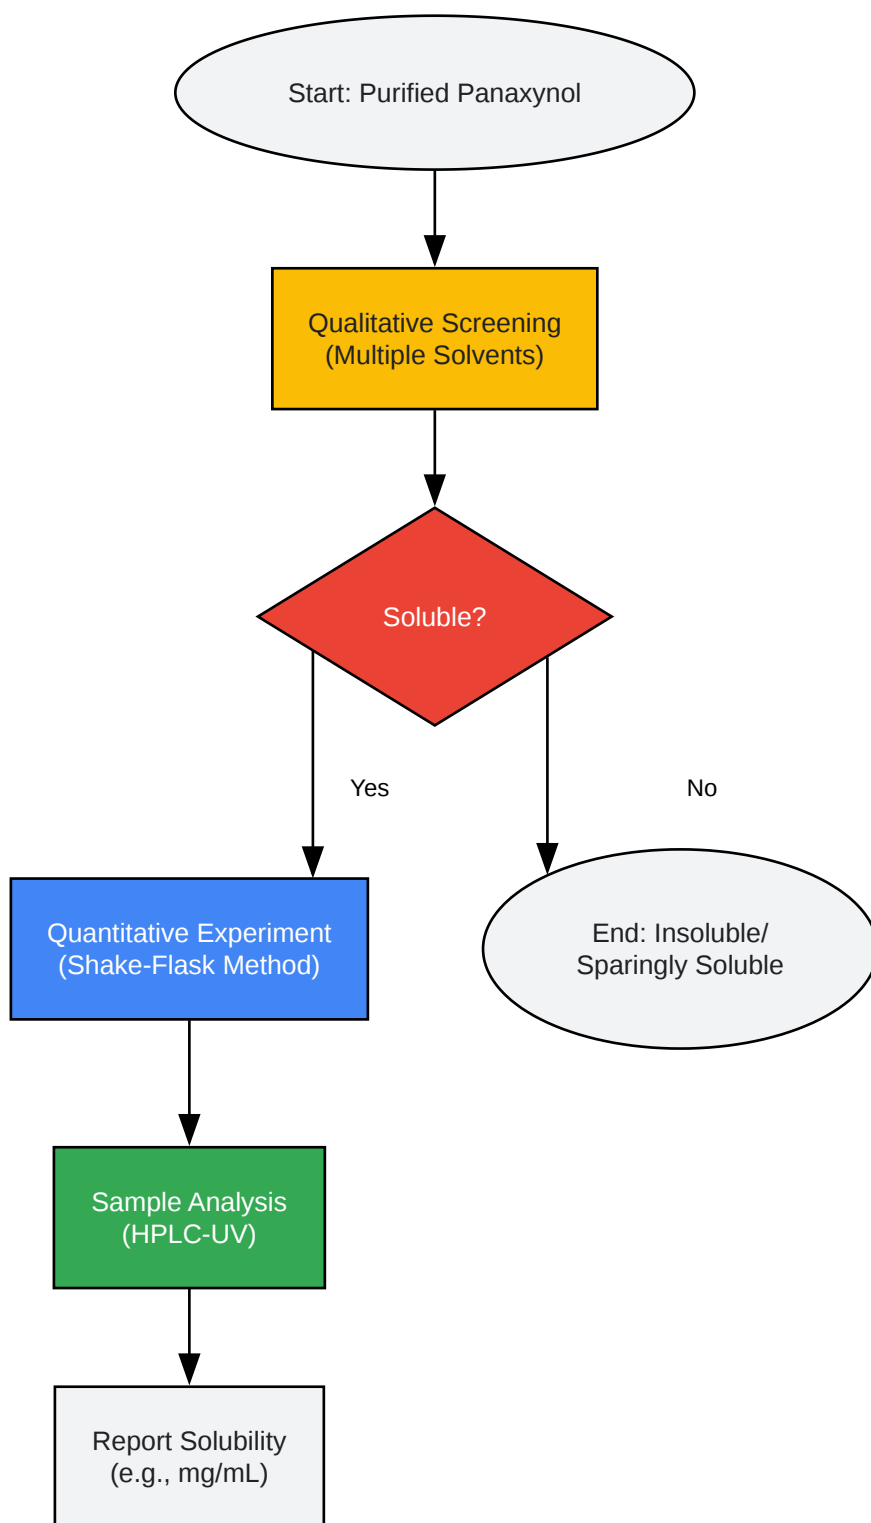 Start: Purified Panaxynol
Qualitative Screening
(Multiple Solvents)
Soluble?
Yes
No
Quantitative Experiment
(Shake-Flask Method)
End: Insoluble/
Sparingly Soluble
Sample Analysis
(HPLC-UV)
Report Solubility
(e.g., mg/mL)